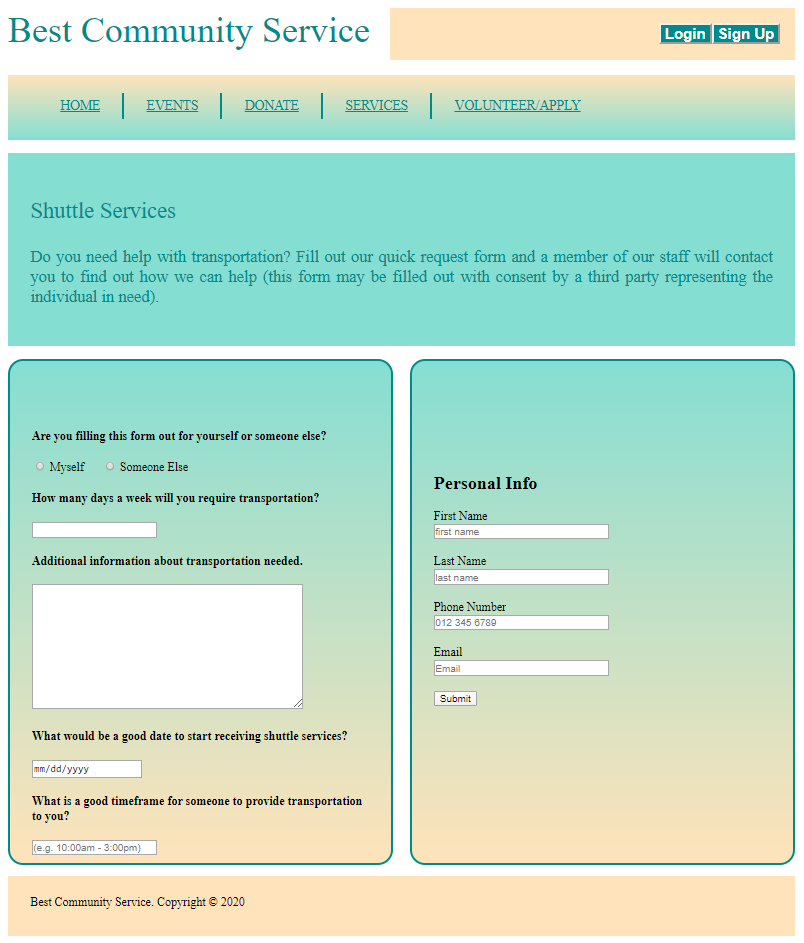 Best Community Service
Login Sign Up
HOME EVENTS DONATE SERVICES VOLUNTEER/APPLY
Shuttle Services
Do you need help with transportation? Fill out our quick request form and a member of our staff will contact
you to find out how we can help (this form may be filled out with consent by a third party representing the
individual in need).
Are you filling this form out for yourself or someone else?
Myself Someone Else
How many days a week will you require transportation?
Additional information about transportation needed.
What would be a good date to start receiving shuttle services?
mm/dd/yyyy
What is a good timeframe for someone to provide transportation
to you?
(e.g. 10:00am - 3:00pm)
Personal Info
First Name
first name
Last Name
last name
Phone Number
012 345 6789
Email
Email
Submit
Best Community Service. Copyright © 2020